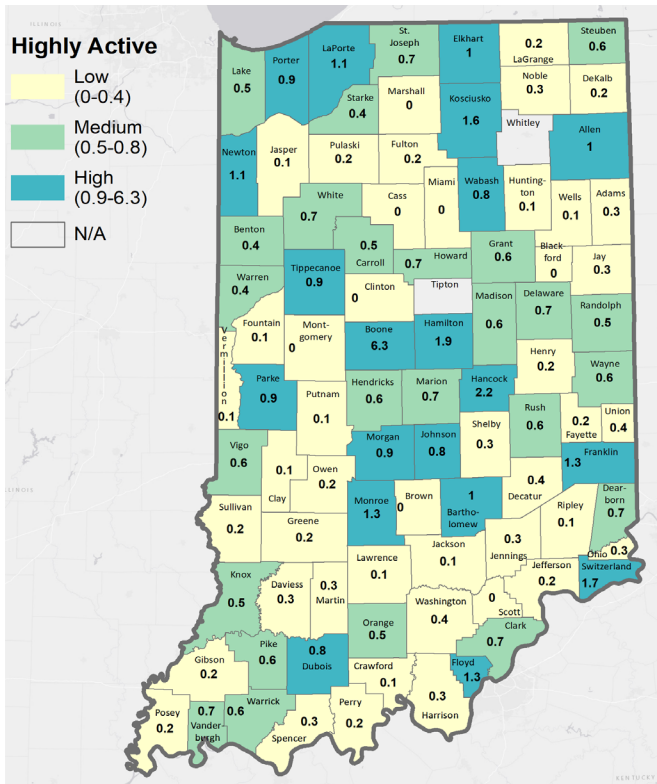 ILLINOIS
Highly Active
Low
(0-0.4)
Medium
(0.5-0.8)
High
(0.9-6.3)
N/A
Lake
0.5
Porter
0.9
LaPorte
1.1
St.
Joseph
0.7
Elkhart
1
0.2
LaGrange
Steuben
0.6
Starke
0.4
Marshall
0
Kosciusko
1.6
Noble
0.3
DeKalb
0.2
Whitley
Allen
1
Newton
1.1
Jasper
0.1
Pulaski
0.2
Fulton
0.2
Miami
0
Wabash
0.8
Hunting-
ton
0.1
Wells
0.1
Adams
0.3
White
0.7
Cass
0
Benton
0.4
0.5
Carroll
Howard
0.7
Grant
0.6
Black-
ford
0
Jay
0.3
Warren
0.4
Tippecanoe
0.9
Clinton
0
Tipton
Madison
0.6
Delaware
0.7
Randolph
0.5
Fountain
0.1
Mont-
gomery
0
Boone
6.3
Hamilton
1.9
Vermillion
0.1
Parke
0.9
Putnam
0.1
Hendricks
0.6
Marion
0.7
Hancock
2.2
Henry
0.2
Wayne
0.6
Rush
0.6
0.2
Fayette
Union
0.4
Vigo
0.6
0.1
Clay
Owen
0.2
Morgan
0.9
Johnson
0.8
Shelby
0.3
0.4
Decatur
Franklin
1.3
ILLINOIS
Sullivan
0.2
Greene
0.2
Monroe
1.3
Brown
0
1
Bartho-
lomew
Ripley
0.1
Dear-
born
0.7
Jackson
0.1
0.3
Jennings
Ohio
0.3
Knox
0.5
Daviess
0.3
0.3
Martin
Lawrence
0.1
Jefferson
0.2
Switzerland
1.7
Orange
0.5
Washington
0.4
0
Scott
Clark
0.7
Gibson
0.2
Pike
0.6
0.8
Dubois
Crawford
0.1
Floyd
1.3
Posey
0.2
0.7
Vander-
burgh
Warrick
0.6
0.3
Spencer
Perry
0.2
0.3
Harrison
KENTUCKY